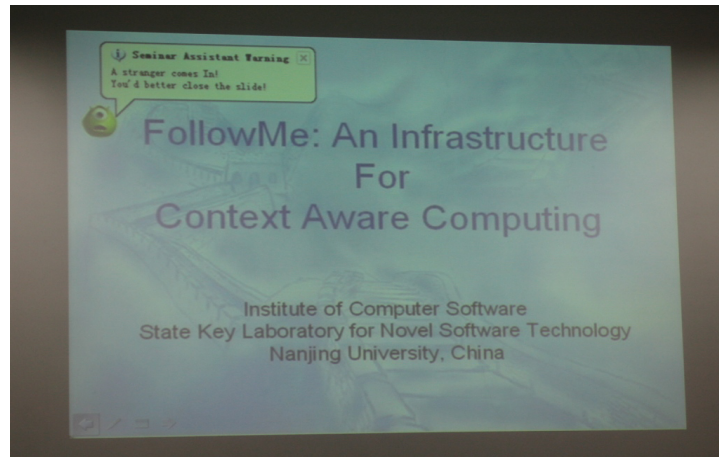 Seminar Assistant Warning
A stranger comes In!
You'd better close the slide!
FollowMe: An Infrastructure
For
Context Aware Computing
Institute of Computer Software
State Key Laboratory for Novel Software Technology
Nanjing University, China